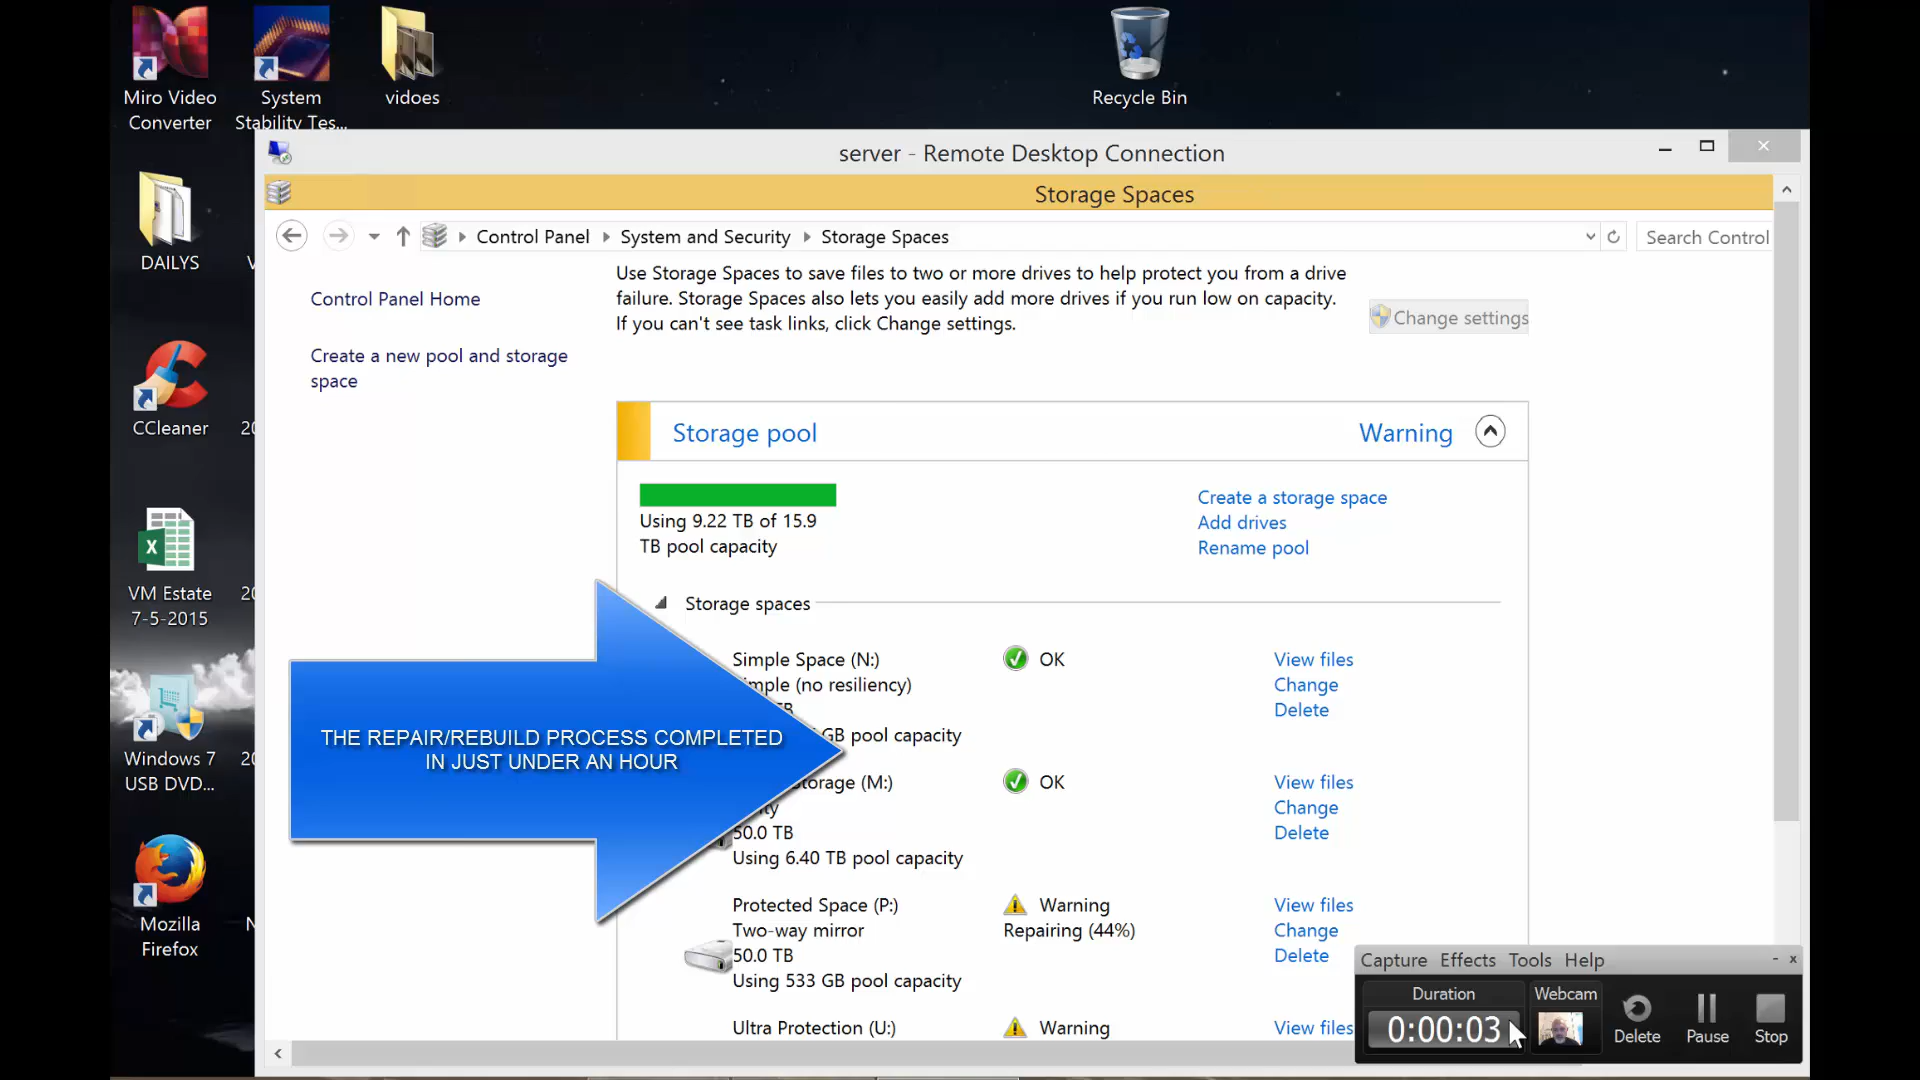 Miro Video
Converter
System
Stability Tes...
vidoes
Recycle Bin
server - Remote Desktop Connection
Storage Spaces
Control Panel
System and Security
Storage Spaces
Search Control
DAILYS
CCleaner
VM Estate
7-5-2015
Windows 7
USB DVD...
Mozilla
Firefox
Control Panel Home
Create a new pool and storage
space
Use Storage Spaces to save files to two or more drives to help protect you from a drive
failure. Storage Spaces also lets you easily add more drives if you run low on capacity.
If you can't see task links, click Change settings.
Change settings
Storage pool
Warning
Using 9.22 TB of 15.9
TB pool capacity
Create a storage space
Add drives
Rename pool
Storage spaces
Simple Space (N:)
OK
View files
(no resiliency)
Change
Delete
GB pool capacity
THE REPAIR/REBUILD PROCESS COMPLETED
IN JUST UNDER AN HOUR
(M:)
OK
View files
Change
50.0 TB
Delete
Using 6.40 TB pool capacity
Protected Space (P:)
Warning
View files
Two-way mirror
Repairing (44%)
Change
50.0 TB
Delete
Using 533 GB pool capacity
Ultra Protection (U:)
Warning
View files
Capture Effects Tools Help
Duration
Webcam
0:00:03
Delete
Pause
Stop